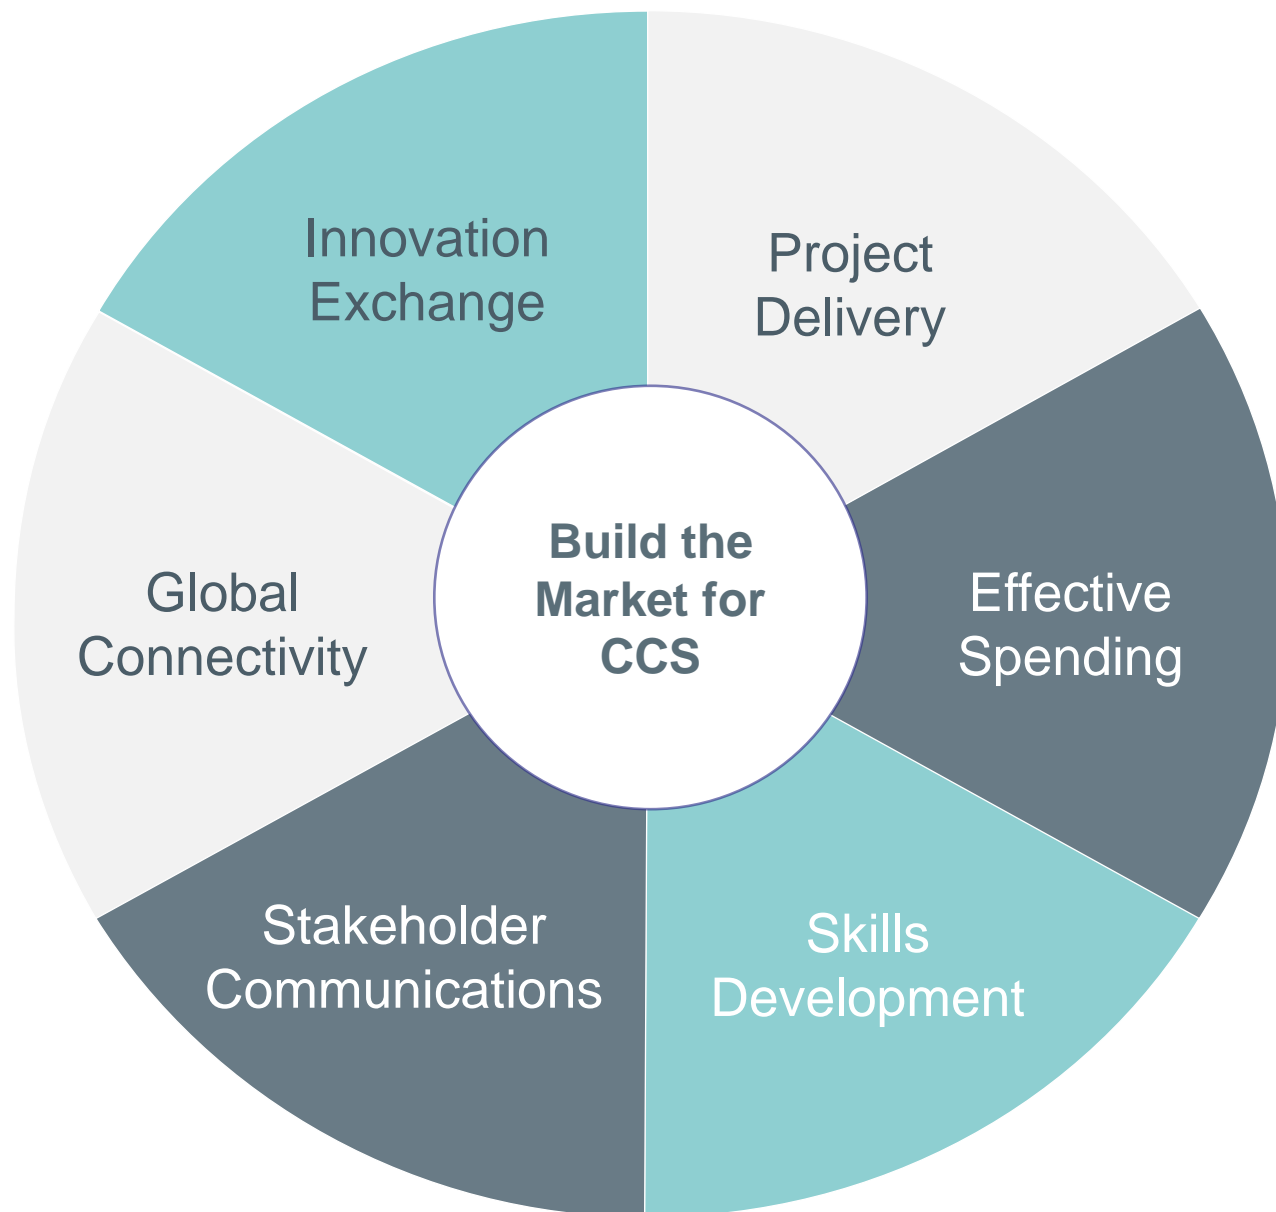 Innovation
Exchange
Project
Delivery
Global
Connectivity
Build the
Market for
CCS
Effective
Spending
Stakeholder
Communications
Skills
Development